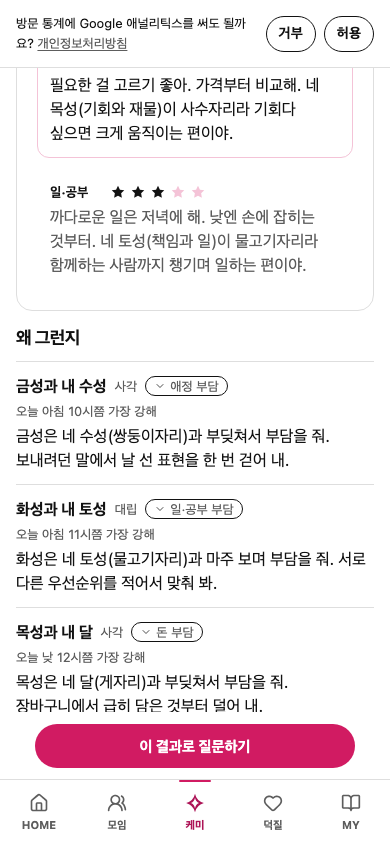 방문 통계에 Google 애널리틱스를 써도 될까
요? 개인정보처리방침
거부
허용
필요한 걸 고르기 좋아. 가격부터 비교해. 네
목성(기회와 재물)이 사수자리라 기회다
싶으면 크게 움직이는 편이야.
일·공부 ★ ★ ★ ★ ★
까다로운 일은 저녁에 해. 낮엔 손에 잡히는
것부터. 네 토성(책임과 일)이 물고기자리라
함께하는 사람까지 챙기며 일하는 편이야.
왜 그런지
금성과 내 수성 사각 애정 부담
오늘 아침 10시쯤 가장 강해
금성은 네 수성(쌍둥이자리)과 부딪쳐서 부담을 줘.
보내려던 말에서 날 선 표현을 한 번 걷어 내.
화성과 내 토성 대립 일·공부 부담
오늘 아침 11시쯤 가장 강해
화성은 네 토성(물고기자리)과 마주 보며 부담을 줘. 서로
다른 우선순위를 적어서 맞춰 봐.
목성과 내 달 사각 돈 부담
오늘 낮 12시쯤 가장 강해
목성은 네 달(게자리)과 부딪쳐서 부담을 줘.
장바구니에서 급히 담은 것부터 덜어 내.
이 결과로 질문하기
HOME
모임
케미
덕질
MY